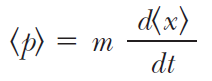 ⟨p⟩ = m d⟨x⟩/dt